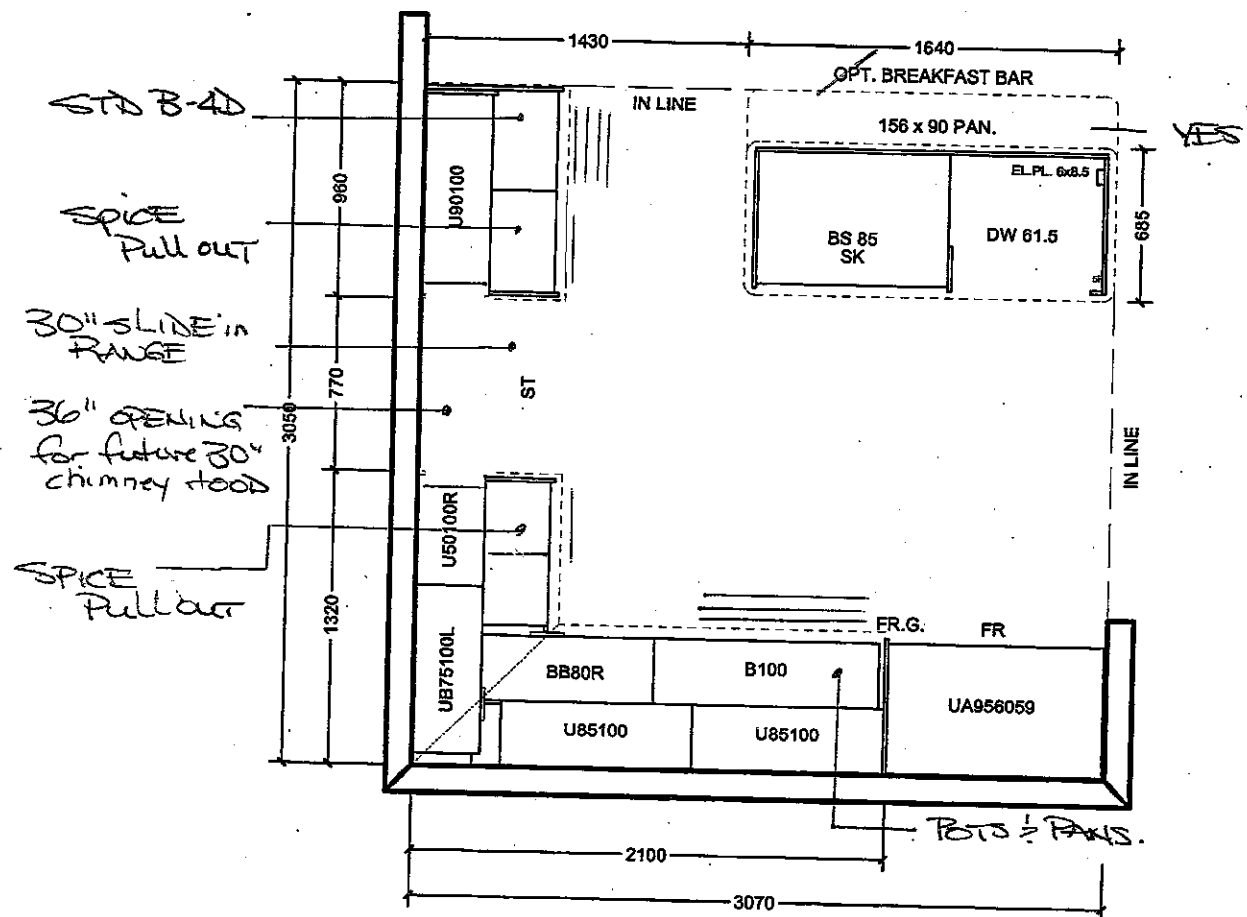 1430
1640
OPT. BREAKFAST BAR
STD B-4D
IN LINE
156 x 90 PAN.
YES
EL.PL. 6x8.5
960
U90100
SPICE
Pull out
BS 85
SK
DW 61.5
685
30" SLIDE in
RANGE
ST
770
3050
36" OPENING
for future 30"
chimney HOOD
IN LINE
U50100R
SPICE
Pull out
1320
UB75100L
FR.G.
FR
BB80R
B100
UA956059
U85100
U85100
POTS & PANS.
2100
3070